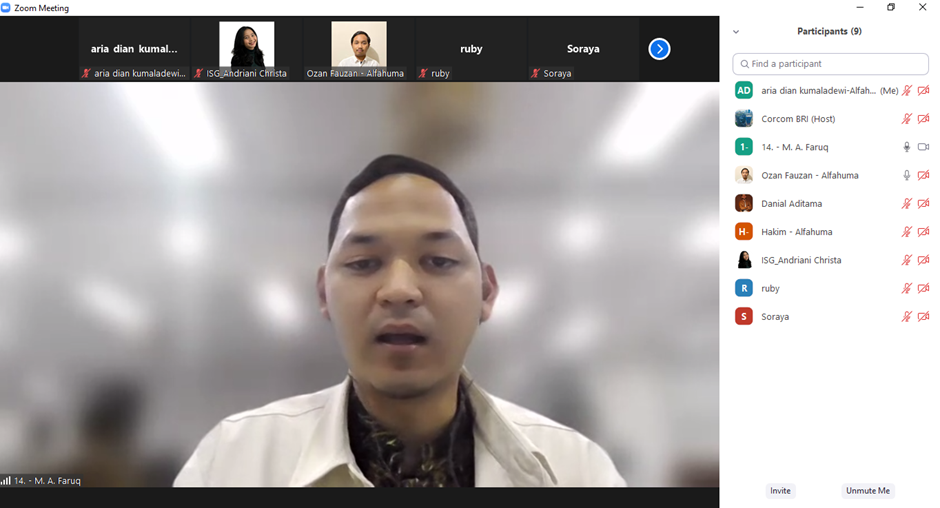 Zoom Meeting
aria dian kumal...
ruby
Soraya
aria dian kumaladewi...
ISG_Andriani Christa
Ozan Fauzan - Alfahuma
ruby
Soraya
14. - M. A. Faruq
Participants (9)
Find a participant
AD aria dian kumaladewi-Alfah... (Me)
Corcom BRI (Host)
1- 14. - M. A. Faruq
Ozan Fauzan - Alfahuma
Danial Aditama
H- Hakim - Alfahuma
ISG_Andriani Christa
R ruby
S Soraya
Invite
Unmute Me